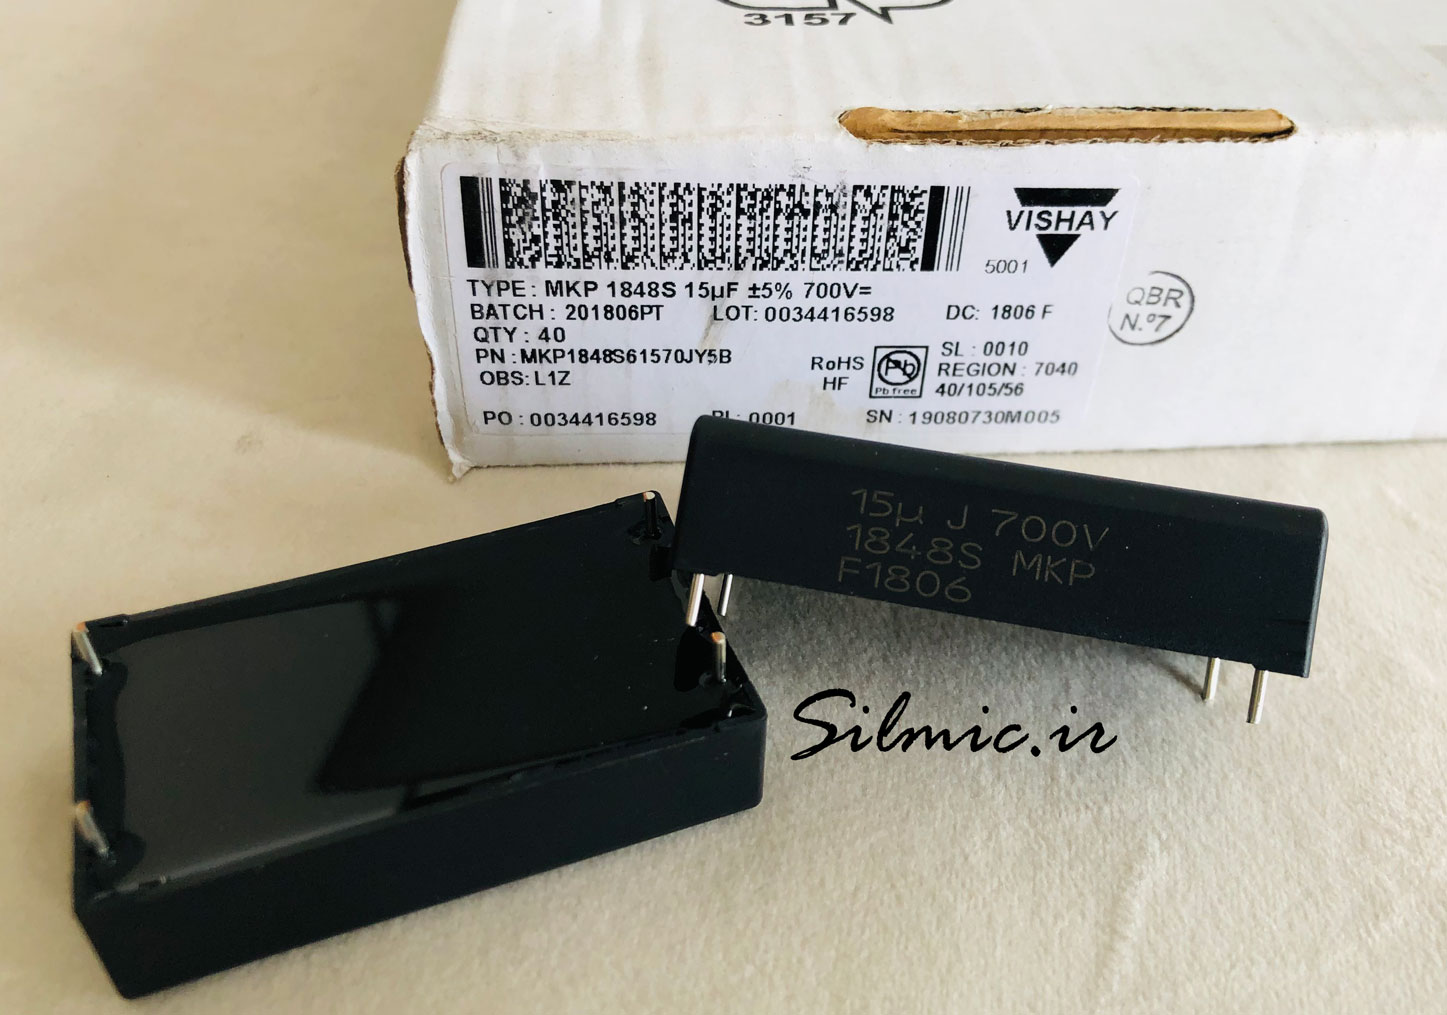 3157
VISHAY
5001
TYPE : MKP 1848S 15µF ±5% 700V=
BATCH : 201806PT LOT: 0034416598 DC: 1806 F
QTY : 40
PN : MKP1848S61570JY5B
OBS: L1Z
RoHS
HF
Pb
Pb free
SL : 0010
REGION : 7040
40/105/56
PO : 0034416598 PL: 0001 SN : 19080730M005
QBR
N.º7
15µ J 700V
1848S MKP
F1806
Silmic.ir